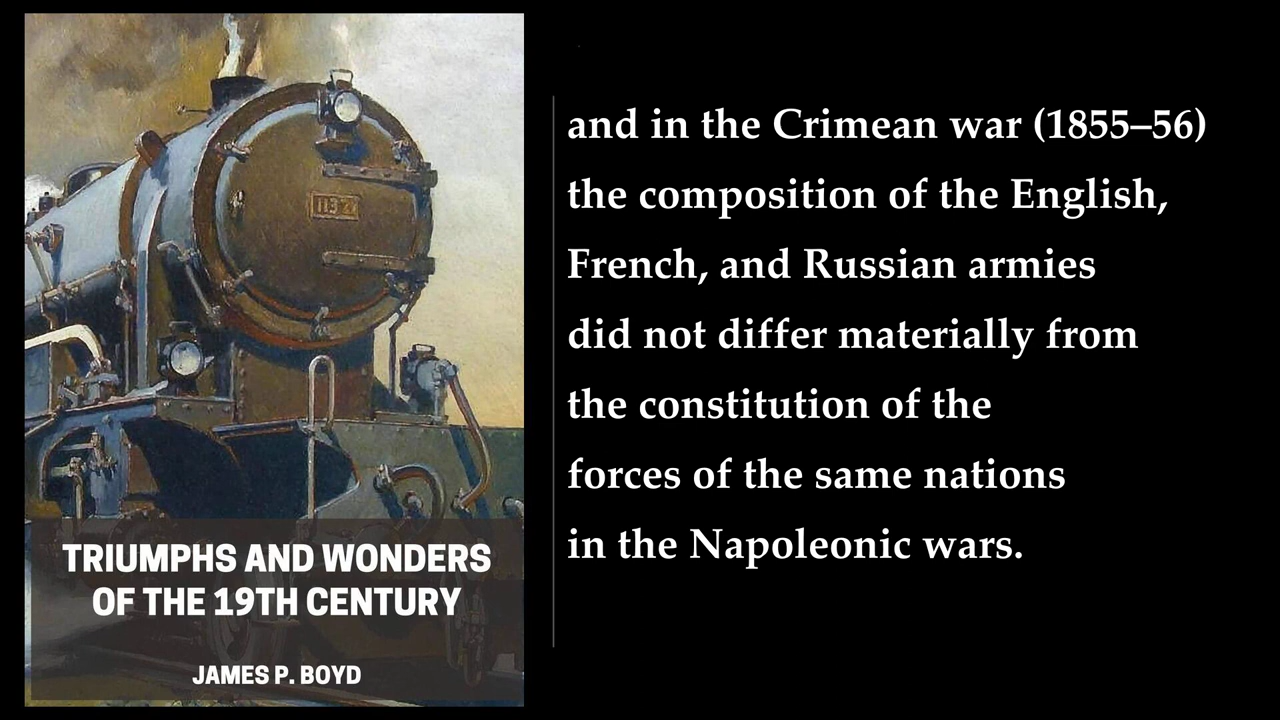 TRIUMPHS AND WONDERS
OF THE 19TH CENTURY
JAMES P. BOYD
and in the Crimean war (1855–56)
the composition of the English,
French, and Russian armies
did not differ materially from
the constitution of the
forces of the same nations
in the Napoleonic wars.